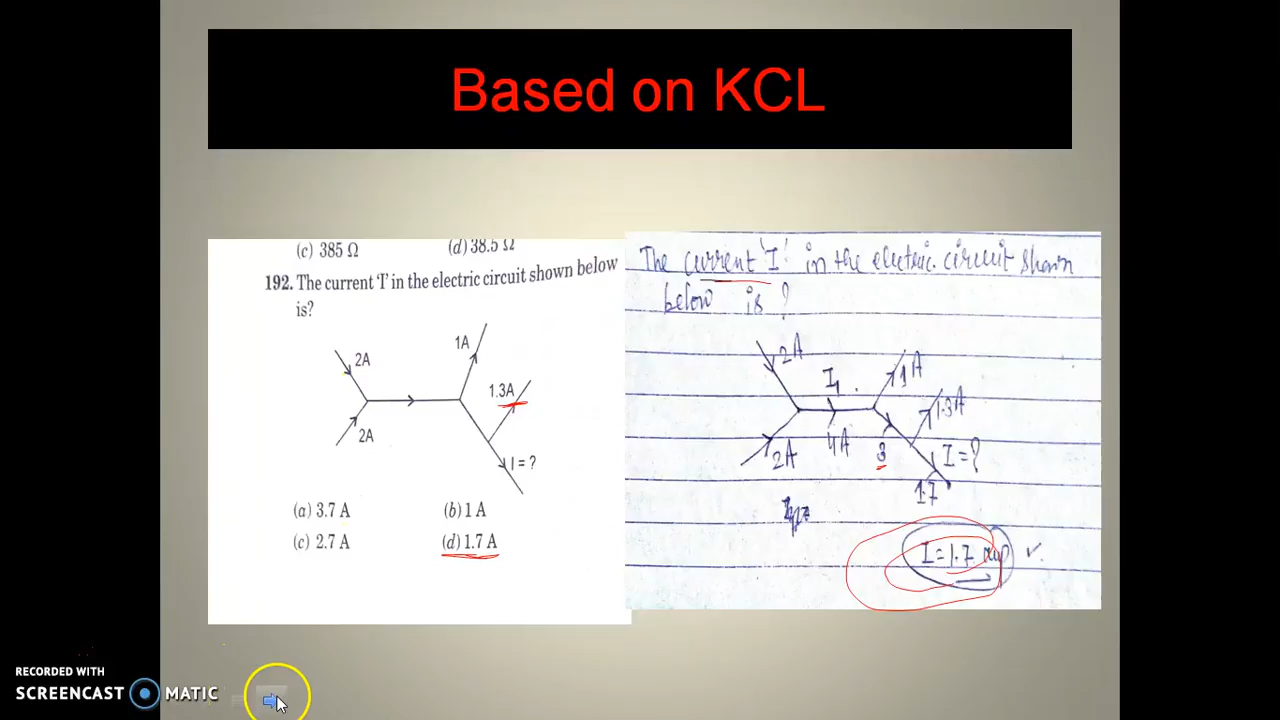 Based on KCL
(c) 385 Ω (d) 38.5 Ω
192. The current 'I' in the electric circuit shown below
is?
1A
2A
1.3A
2A
I = ?
(a) 3.7 A (b) 1 A
(c) 2.7 A (d) 1.7 A
The current 'I' in the electric circuit shown
below is ?
2A
I1
1A
1.3A
2A
4A
3
I=?
1.7
I = 1.7 amp ✓
RECORDED WITH
SCREENCAST MATIC